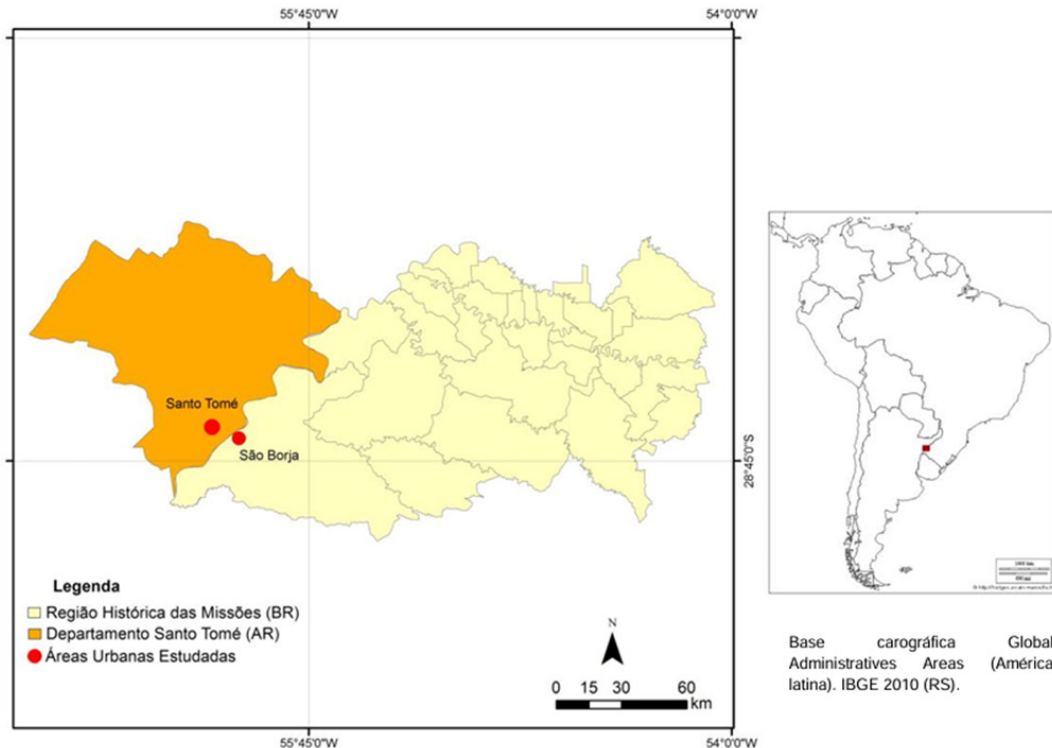 55°45'0"W
54°0'0"W
Santo Tomé
São Borja
28°45'0"S
Legenda
Região Histórica das Missões (BR)
Departamento Santo Tomé (AR)
Áreas Urbanas Estudadas
N
0 15 30 60
km
55°45'0"W
54°0'0"W
Base carográfica Global
Administratives Areas (América
latina). IBGE 2010 (RS).